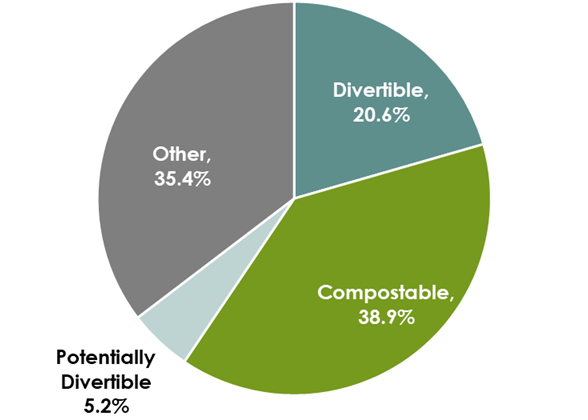 Divertible,
20.6%
Other,
35.4%
Compostable,
38.9%
Potentially
Divertible
5.2%